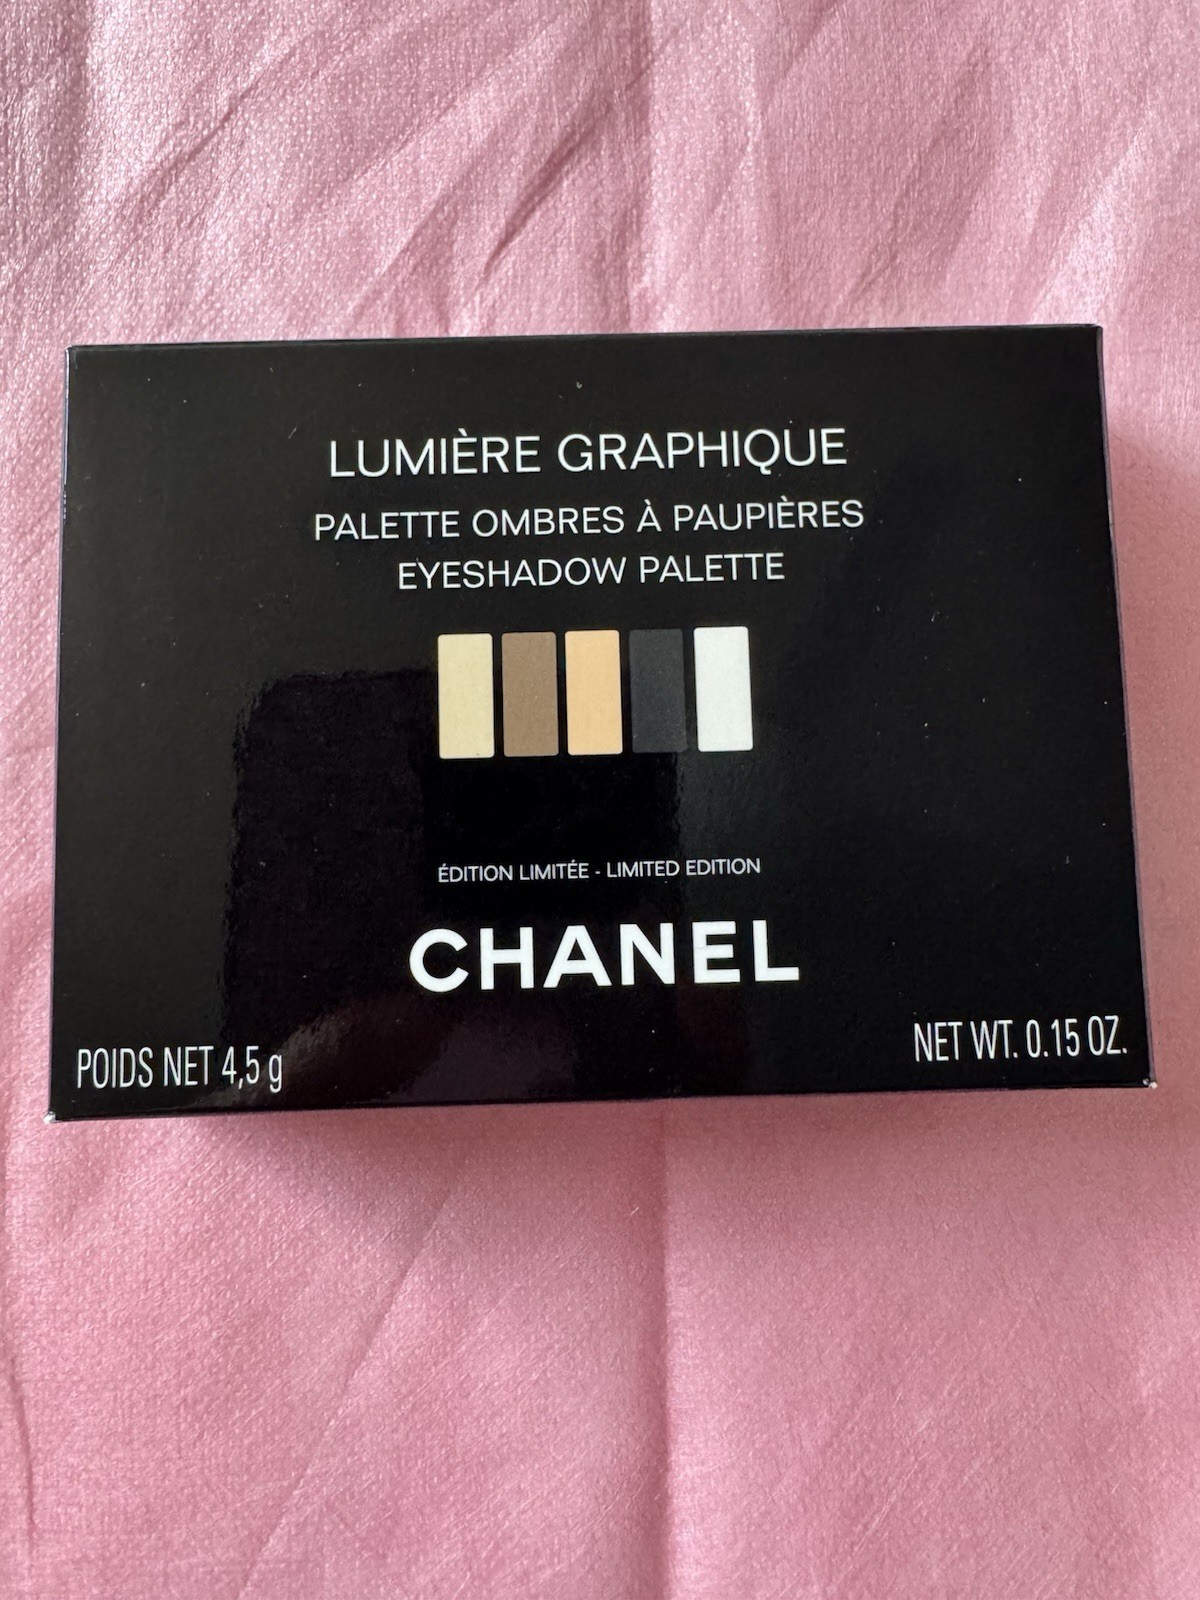 LUMIÈRE GRAPHIQUE
PALETTE OMBRES À PAUPIÈRES
EYESHADOW PALETTE
ÉDITION LIMITÉE - LIMITED EDITION
CHANEL
POIDS NET 4,5 g
NET WT. 0.15 OZ.